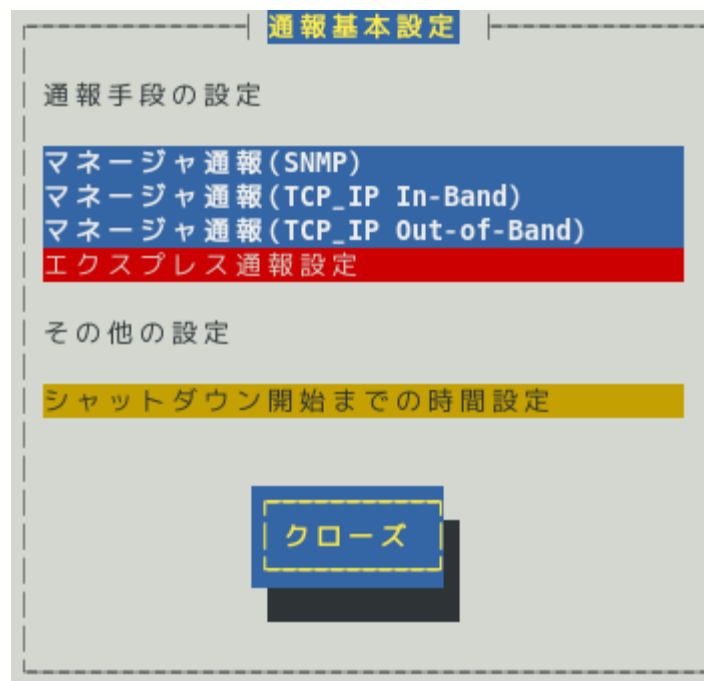 通報基本設定
通報手段の設定
マネージャ通報(SNMP)
マネージャ通報(TCP_IP In-Band)
マネージャ通報(TCP_IP Out-of-Band)
エクスプレス通報設定
その他の設定
シャットダウン開始までの時間設定
クローズ